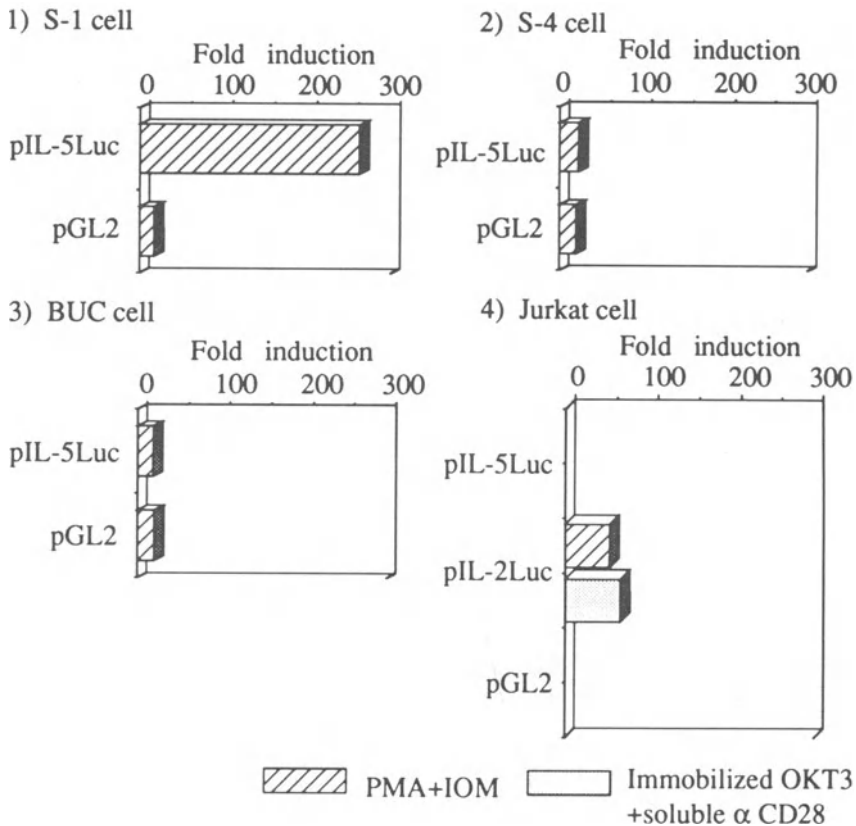 1) S-1 cell
Fold induction
0 100 200 300
pIL-5Luc
pGL2
2) S-4 cell
Fold induction
0 100 200 300
pIL-5Luc
pGL2
3) BUC cell
Fold induction
0 100 200 300
pIL-5Luc
pGL2
4) Jurkat cell
Fold induction
0 100 200 300
pIL-5Luc
pIL-2Luc
pGL2
PMA+IOM
Immobilized OKT3
+soluble α CD28